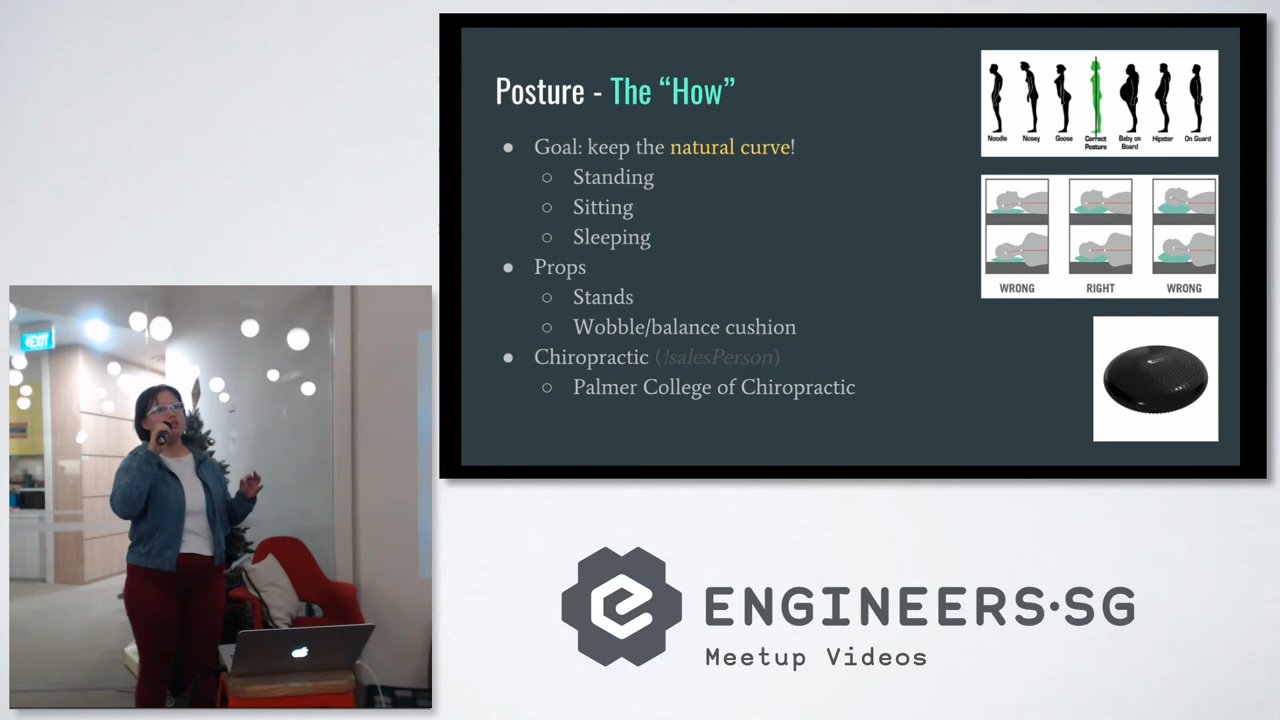 Posture - The “How”
● Goal: keep the natural curve!
○ Standing
○ Sitting
○ Sleeping
● Props
○ Stands
○ Wobble/balance cushion
● Chiropractic (!salesPerson)
○ Palmer College of Chiropractic
Noodle Nosey Goose Correct Posture Baby on Board Hipster On Guard
WRONG RIGHT WRONG
EXIT
ENGINEERS·SG
Meetup Videos